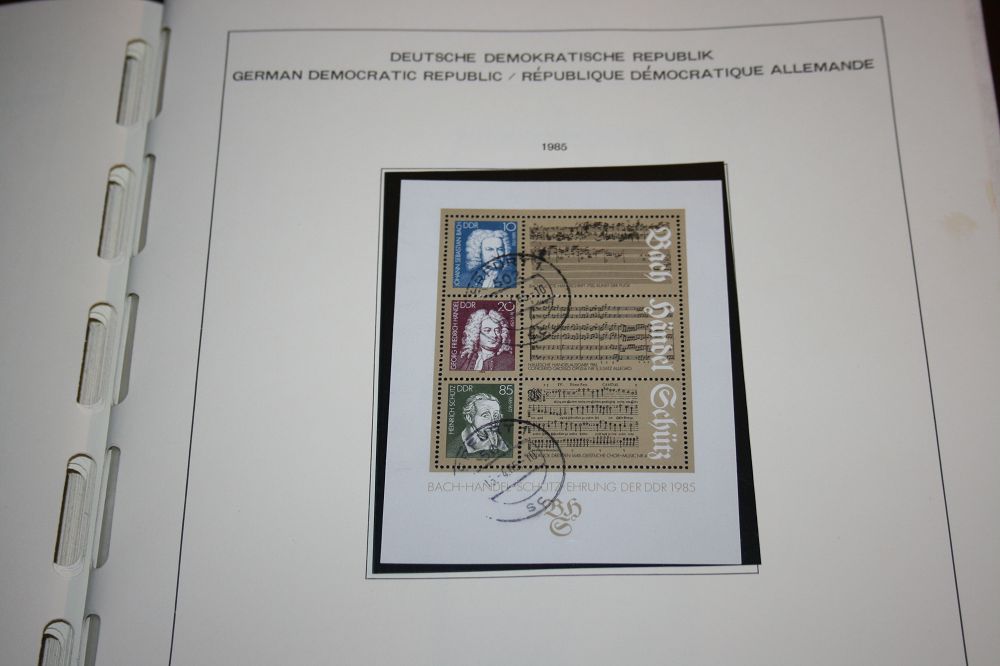 DEUTSCHE DEMOKRATISCHE REPUBLIK
GERMAN DEMOCRATIC REPUBLIC / RÉPUBLIQUE DÉMOCRATIQUE ALLEMANDE
1985
JOHANN SEBASTIAN BACH
DDR
10
Bach
GEORG FRIEDRICH HÄNDEL
DDR
20
Händel
HEINRICH SCHÜTZ
DDR
85
Schütz
BACH-HÄNDEL-SCHÜTZ-EHRUNG DER DDR 1985
BHS